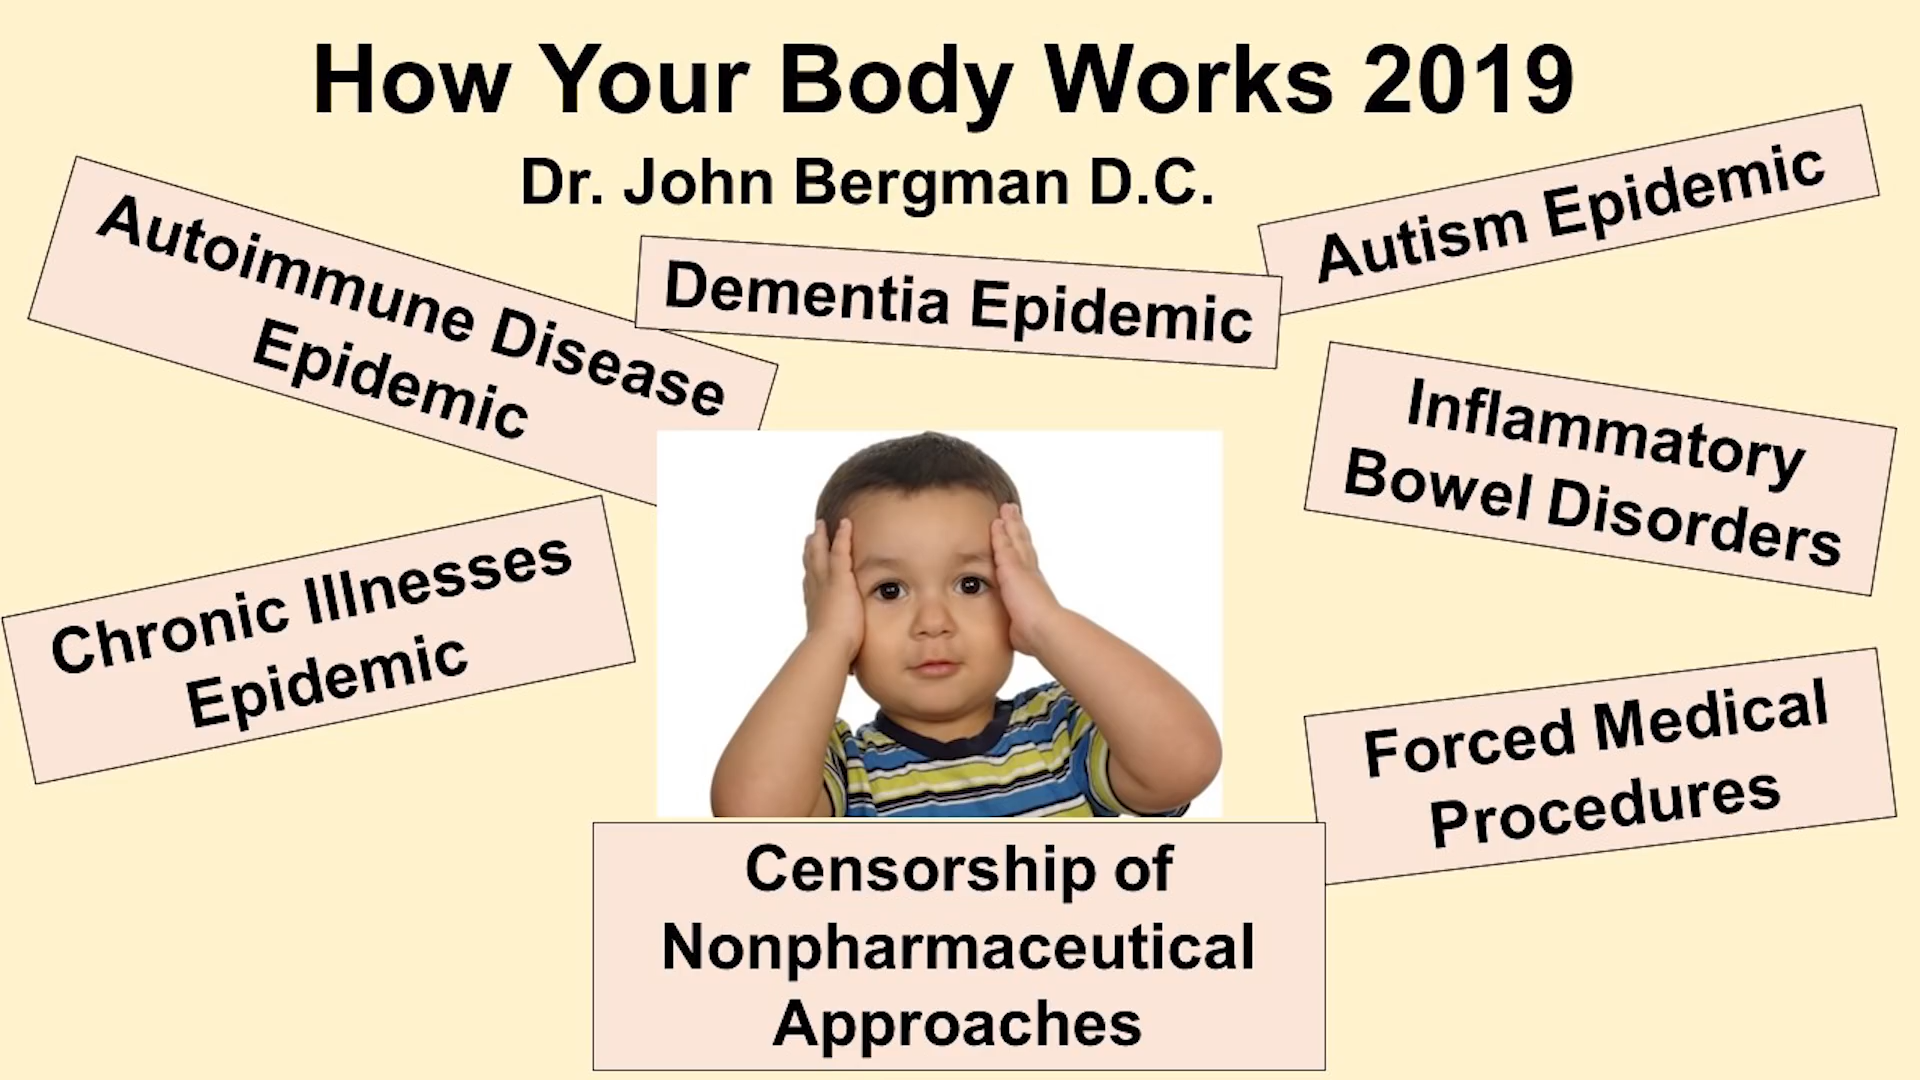 How Your Body Works 2019
Dr. John Bergman D.C.
Autoimmune Disease
Epidemic
Dementia Epidemic
Autism Epidemic
Inflammatory
Bowel Disorders
Chronic Illnesses
Epidemic
Forced Medical
Procedures
Censorship of
Nonpharmaceutical
Approaches